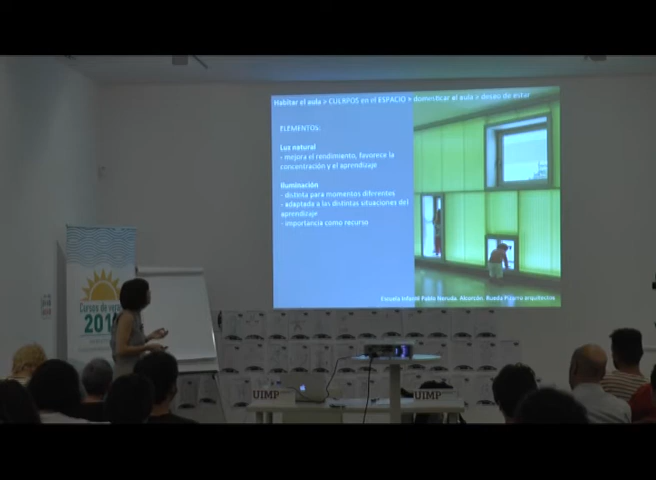 Habitar el aula > CUERPOS en el ESPACIO > domesticar al aula > deseo de estar
ELEMENTOS:
Luz natural
- mejora el rendimiento, favorece la
concentración y el aprendizaje
Iluminación
- distinta para momentos diferentes
- adaptada a las distintas situaciones del
aprendizaje
- importancia como recurso
Escuela Infantil Pablo Neruda. Alcorcón. Rueda Pizarro arquitectos
Cursos de verano
201
UIMP
UIMP